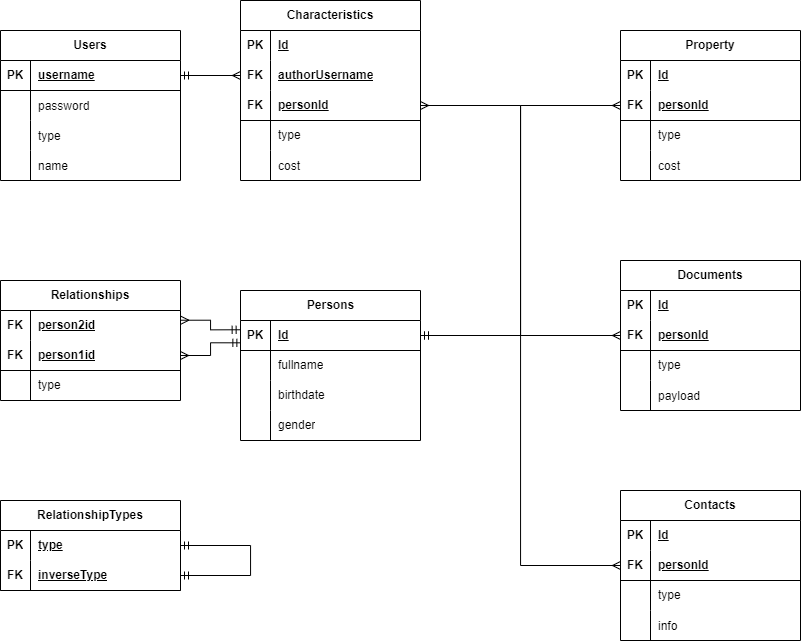 Users
PK username
password
type
name
Characteristics
PK Id
FK authorUsername
FK personId
type
cost
Property
PK Id
FK personId
type
cost
Relationships
FK person2id
FK person1id
type
Persons
PK Id
fullname
birthdate
gender
Documents
PK Id
FK personId
type
payload
RelationshipTypes
PK type
FK inverseType
Contacts
PK Id
FK personId
type
info